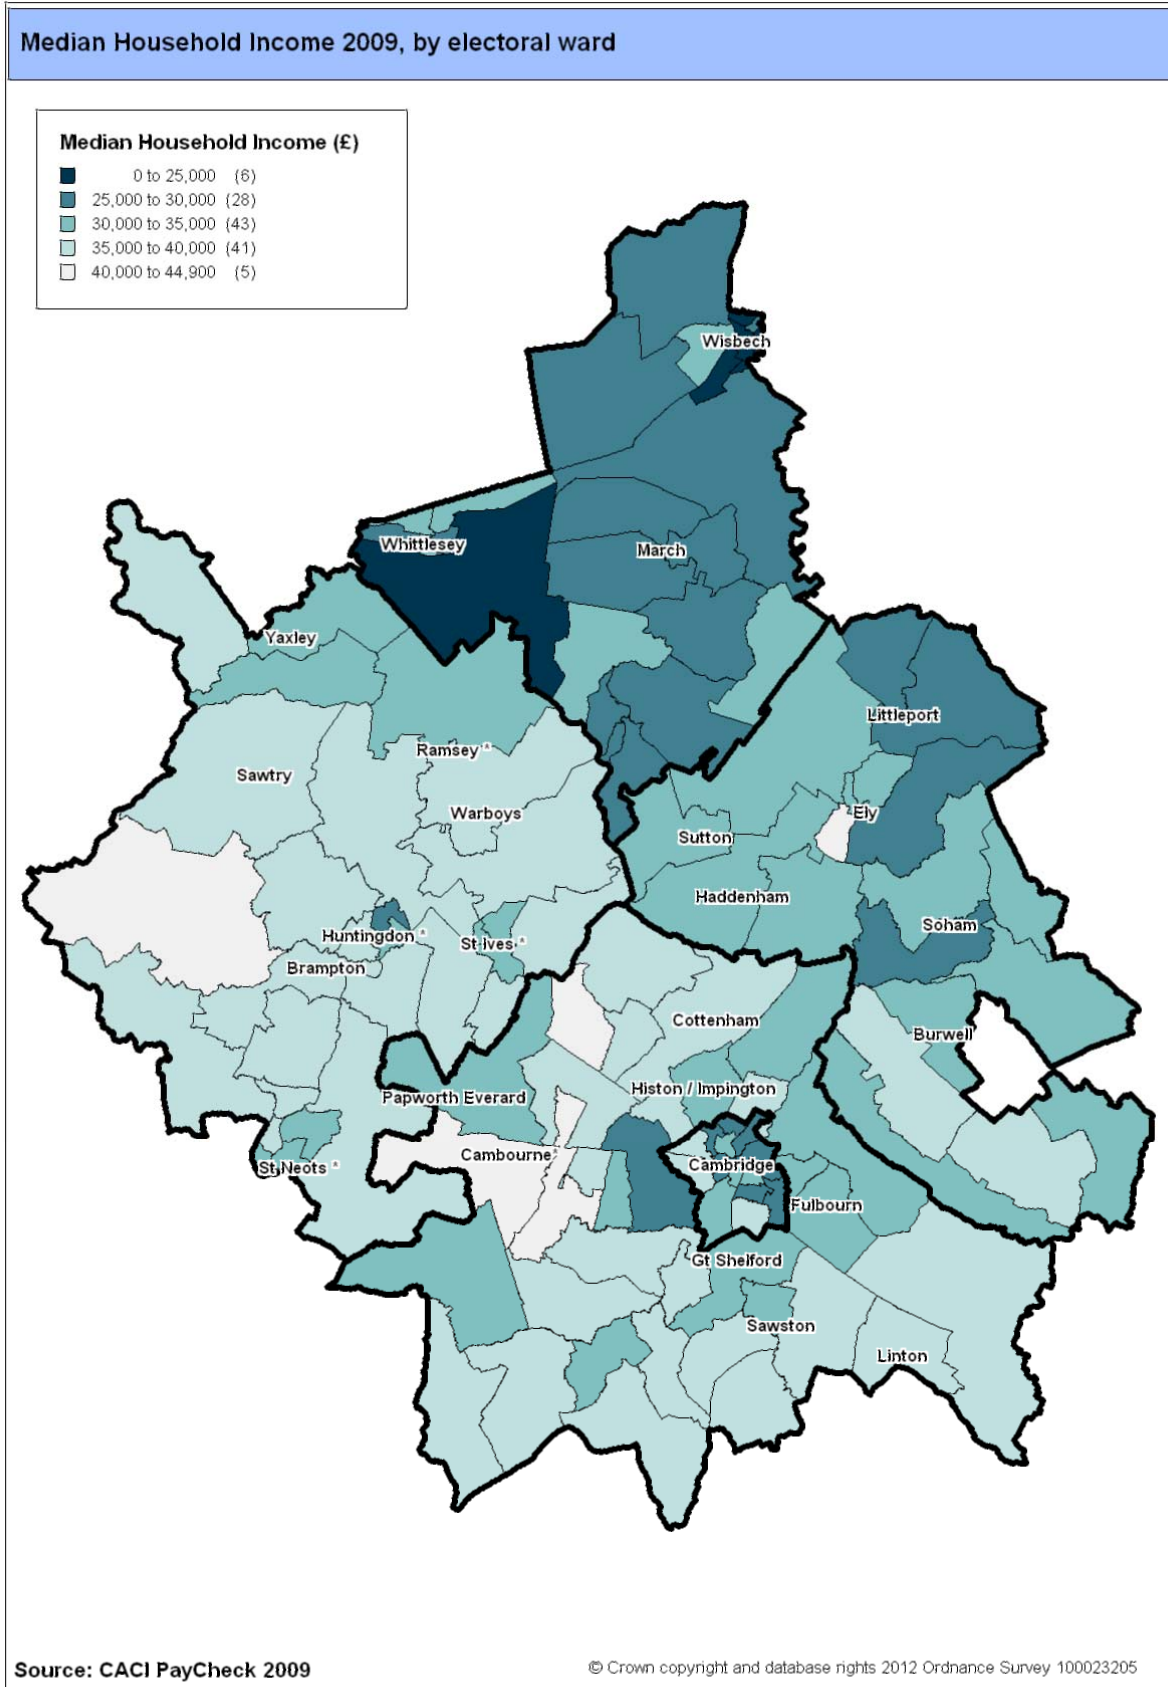 Median Household Income 2009, by electoral ward
Median Household Income (£)
0 to 25,000 (6)
25,000 to 30,000 (28)
30,000 to 35,000 (43)
35,000 to 40,000 (41)
40,000 to 44,900 (5)
Wisbech
Whittlesey
March
Yaxley
Littleport
Ramsey *
Sawtry
Warboys
Ely
Sutton
Haddenham
Huntingdon *
St Ives *
Soham
Brampton
Cottenham
Burwell
Histon / Impington
Papworth Everard
Cambourne*
Cambridge
St Neots *
Fulbourn
Gt Shelford
Sawston
Linton
Source: CACI PayCheck 2009
© Crown copyright and database rights 2012 Ordnance Survey 100023205